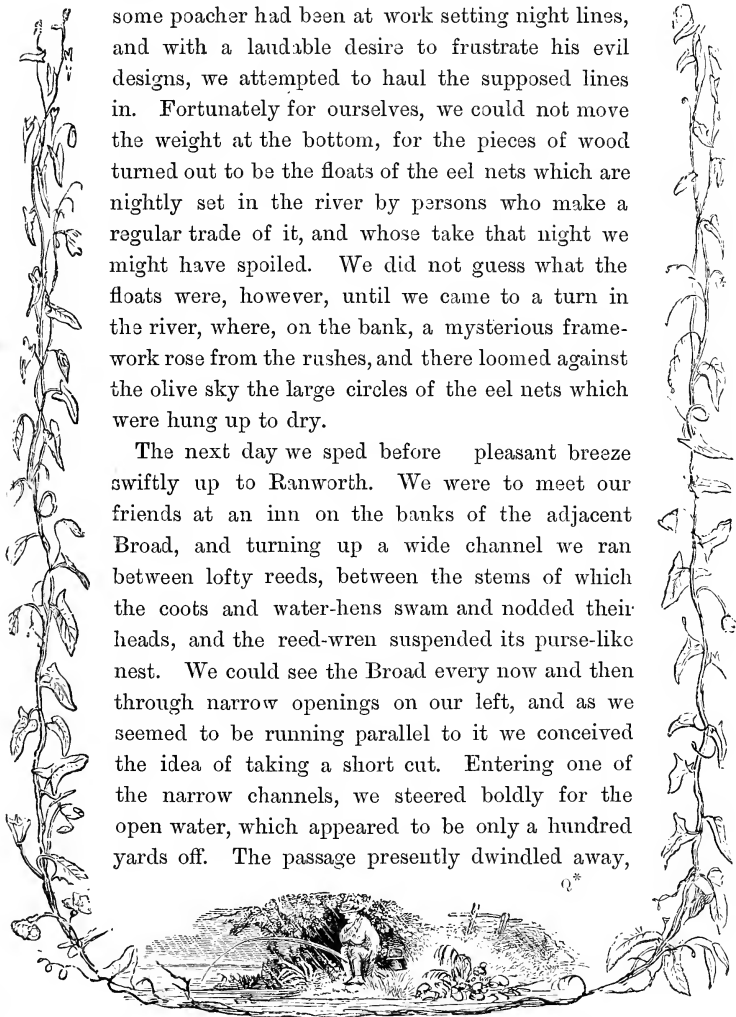 some poacher had been at work setting night lines,
and with a laudable desire to frustrate his evil
designs, we attempted to haul the supposed lines
in. Fortunately for ourselves, we could not move
the weight at the bottom, for the pieces of wood
turned out to be the floats of the eel nets which are
nightly set in the river by persons who make a
regular trade of it, and whose take that night we
might have spoiled. We did not guess what the
floats were, however, until we came to a turn in
the river, where, on the bank, a mysterious frame-
work rose from the rushes, and there loomed against
the olive sky the large circles of the eel nets which
were hung up to dry.
The next day we sped before pleasant breeze
swiftly up to Ranworth. We were to meet our
friends at an inn on the banks of the adjacent
Broad, and turning up a wide channel we ran
between lofty reeds, between the stems of which
the coots and water-hens swam and nodded their
heads, and the reed-wren suspended its purse-like
nest. We could see the Broad every now and then
through narrow openings on our left, and as we
seemed to be running parallel to it we conceived
the idea of taking a short cut. Entering one of
the narrow channels, we steered boldly for the
open water, which appeared to be only a hundred
yards off. The passage presently dwindled away,
Q*